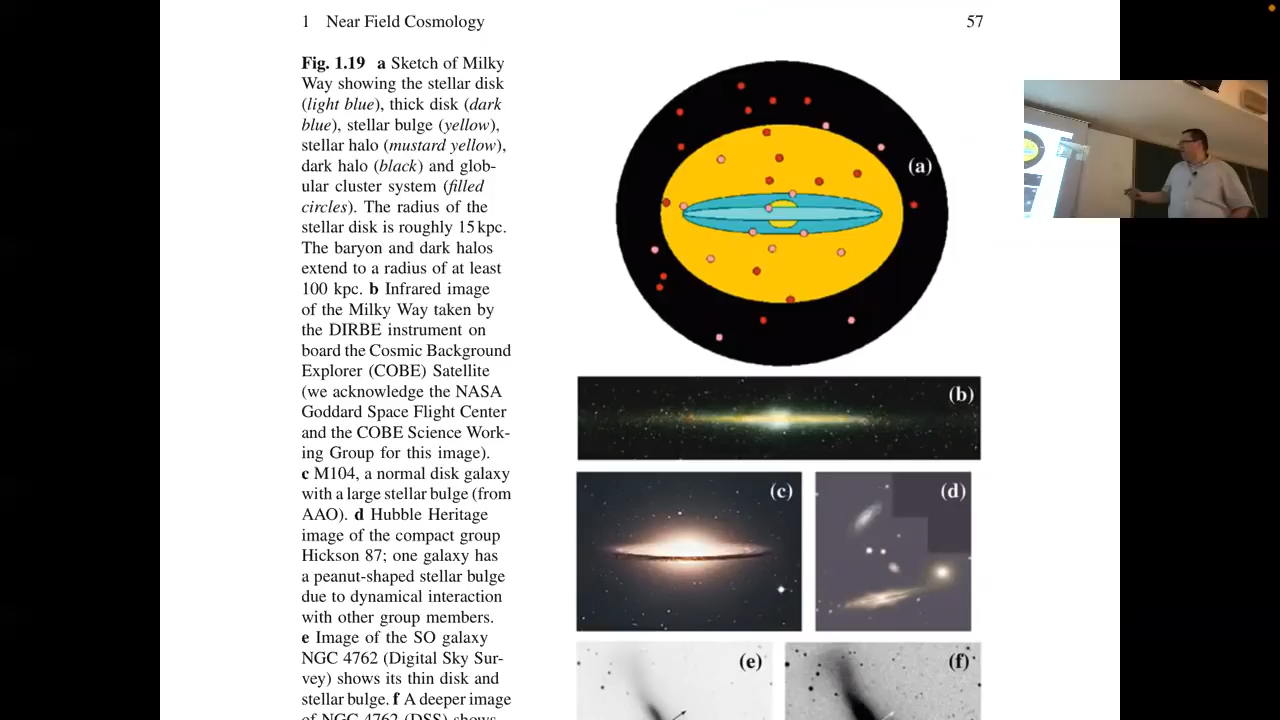 1 Near Field Cosmology
57
Fig. 1.19 a Sketch of Milky
Way showing the stellar disk
(light blue), thick disk (dark
blue), stellar bulge (yellow),
stellar halo (mustard yellow),
dark halo (black) and glob-
ular cluster system (filled
circles). The radius of the
stellar disk is roughly 15 kpc.
The baryon and dark halos
extend to a radius of at least
100 kpc. b Infrared image
of the Milky Way taken by
the DIRBE instrument on
board the Cosmic Background
Explorer (COBE) Satellite
(we acknowledge the NASA
Goddard Space Flight Center
and the COBE Science Work-
ing Group for this image).
c M104, a normal disk galaxy
with a large stellar bulge (from
AAO). d Hubble Heritage
image of the compact group
Hickson 87; one galaxy has
a peanut-shaped stellar bulge
due to dynamical interaction
with other group members.
e Image of the SO galaxy
NGC 4762 (Digital Sky Sur-
vey) shows its thin disk and
stellar bulge. f A deeper image
of NGC 4762 (DSS) shows
(a)
(b)
(c)
(d)
(e)
(f)